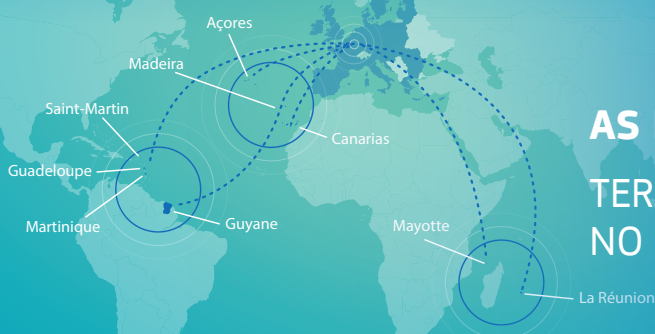 Açores
Madeira
Saint-Martin
Canarias
Guadeloupe
Martinique
Guyane
Mayotte
La Réunion
AS
TER
NO